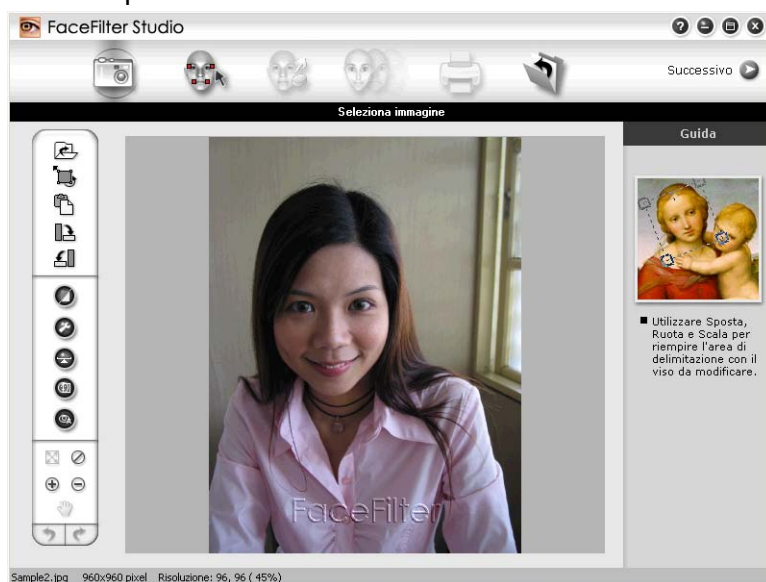 FaceFilter Studio
Successivo
Seleziona immagine
Guida
Utilizzare Sposta,
Ruota e Scala per
riempire l'area di
delimitazione con il
viso da modificare.
FaceFilter
Sample2.jpg 960x960 pixel Risoluzione: 96, 96 ( 45%)